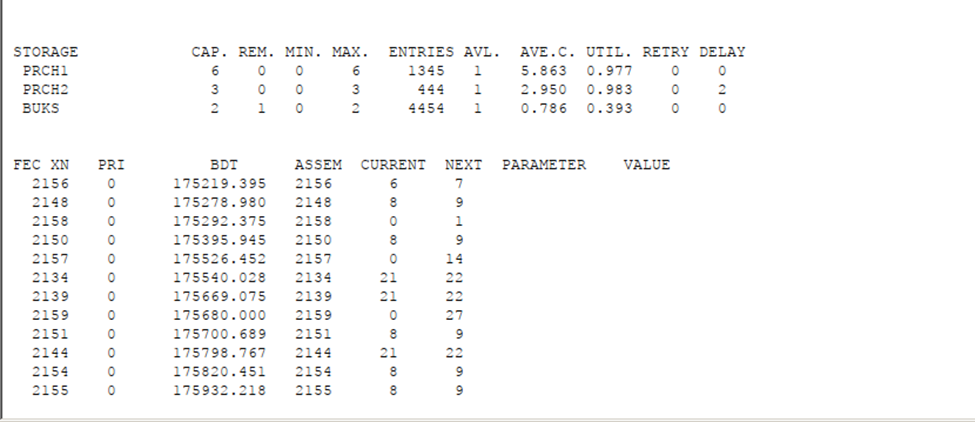 STORAGE CAP. REM. MIN. MAX. ENTRIES AVL. AVE.C. UTIL. RETRY DELAY
PRCH1 6 0 0 6 1345 1 5.863 0.977 0 0
PRCH2 3 0 0 3 444 1 2.950 0.983 0 2
BUKS 2 1 0 2 4454 1 0.786 0.393 0 0
FEC XN PRI BDT ASSEM CURRENT NEXT PARAMETER VALUE
2156 0 175219.395 2156 6 7
2148 0 175278.980 2148 8 9
2158 0 175292.375 2158 0 1
2150 0 175395.945 2150 8 9
2157 0 175526.452 2157 0 14
2134 0 175540.028 2134 21 22
2139 0 175669.075 2139 21 22
2159 0 175680.000 2159 0 27
2151 0 175700.689 2151 8 9
2144 0 175798.767 2144 21 22
2154 0 175820.451 2154 8 9
2155 0 175932.218 2155 8 9